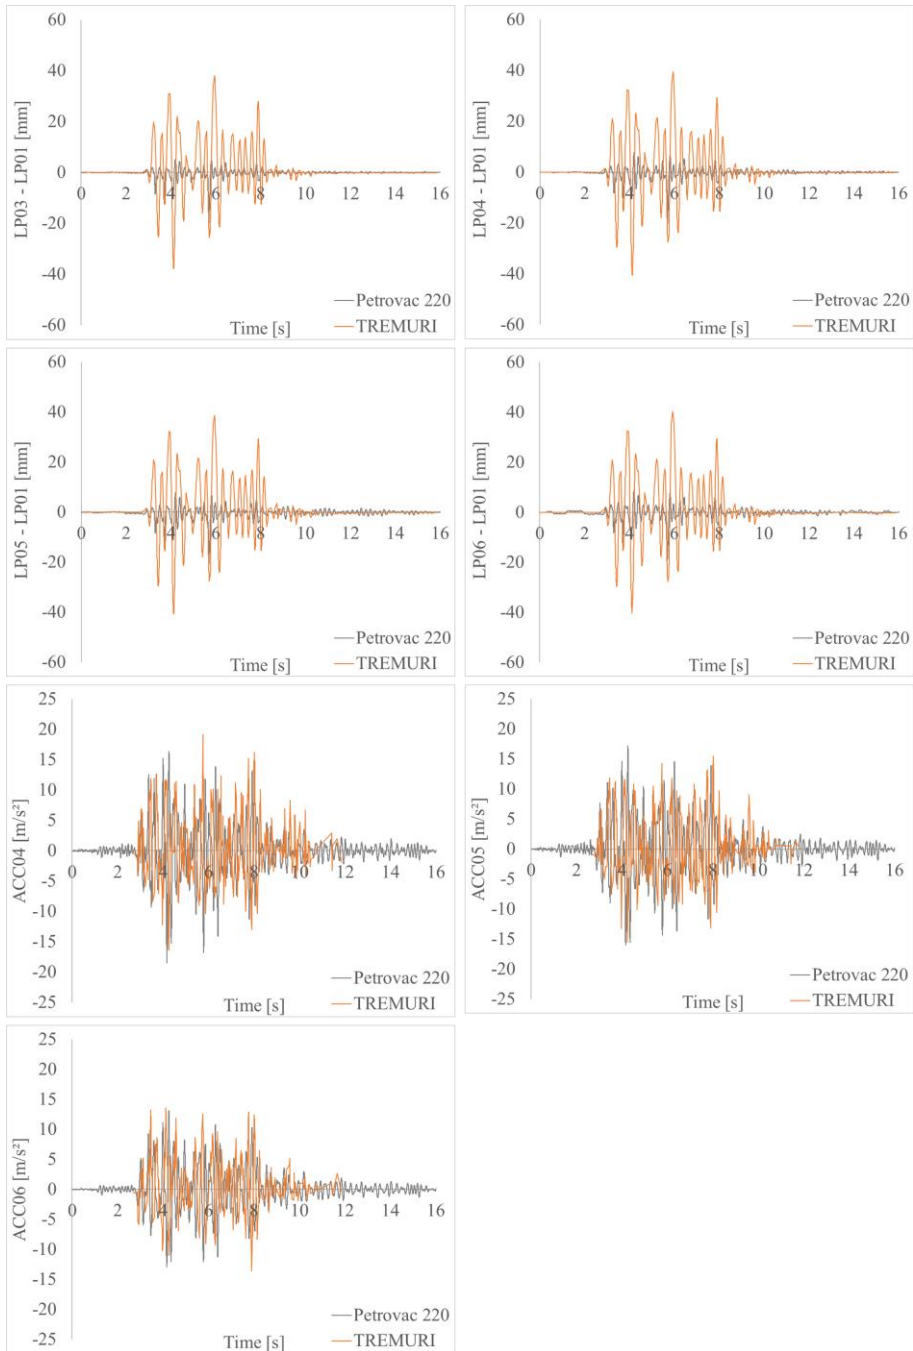 60
40
20
0
-20
-40
-60
LP03 - LP01 [mm]
0 2 4 6 8 10 12 14 16
Time [s]
Petrovac 220
TREMURI
60
40
20
0
-20
-40
-60
LP04 - LP01 [mm]
0 2 4 6 8 10 12 14 16
Time [s]
Petrovac 220
TREMURI
60
40
20
0
-20
-40
-60
LP05 - LP01 [mm]
0 2 4 6 8 10 12 14 16
Time [s]
Petrovac 220
TREMURI
60
40
20
0
-20
-40
-60
LP06 - LP01 [mm]
0 2 4 6 8 10 12 14 16
Time [s]
Petrovac 220
TREMURI
25
20
15
10
5
0
-5
-10
-15
-20
-25
ACC04 [m/s²]
0 2 4 6 8 10 12 14 16
Time [s]
Petrovac 220
TREMURI
25
20
15
10
5
0
-5
-10
-15
-20
-25
ACC05 [m/s²]
0 2 4 6 8 10 12 14 16
Time [s]
Petrovac 220
TREMURI
25
20
15
10
5
0
-5
-10
-15
-20
-25
ACC06 [m/s²]
0 2 4 6 8 10 12 14 16
Time [s]
Petrovac 220
TREMURI